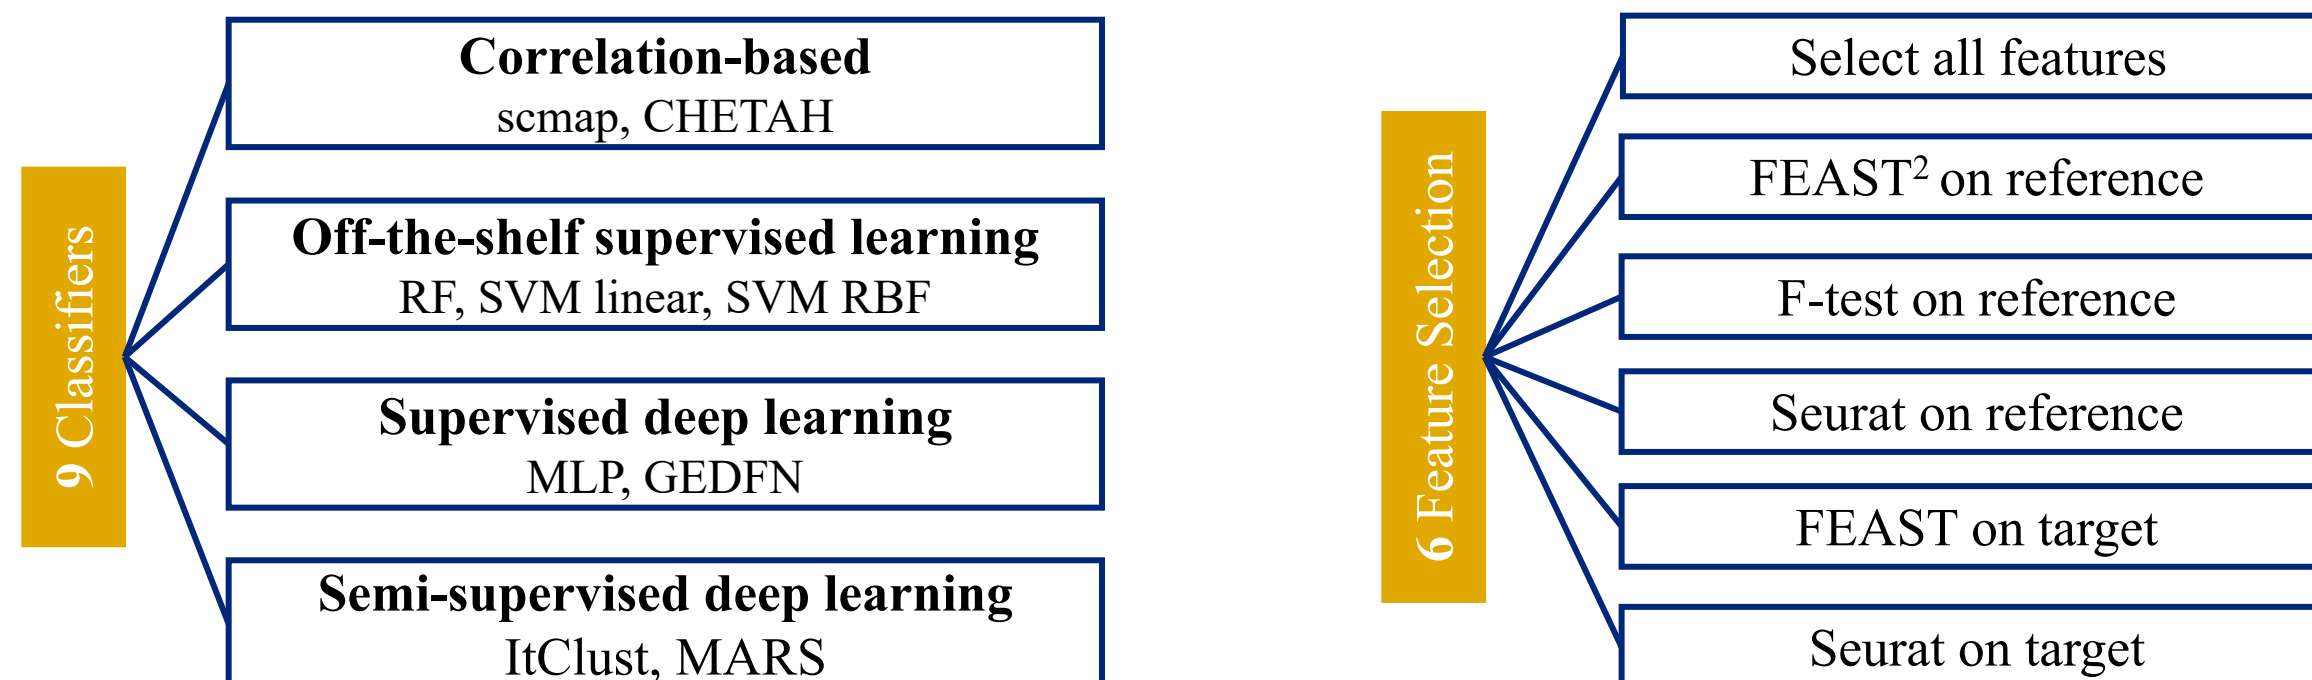 9 Classifiers
Correlation-based
scmap, CHETAH
Off-the-shelf supervised learning
RF, SVM linear, SVM RBF
Supervised deep learning
MLP, GEDFN
Semi-supervised deep learning
ItClust, MARS
6 Feature Selection
Select all features
FEAST² on reference
F-test on reference
Seurat on reference
FEAST on target
Seurat on target